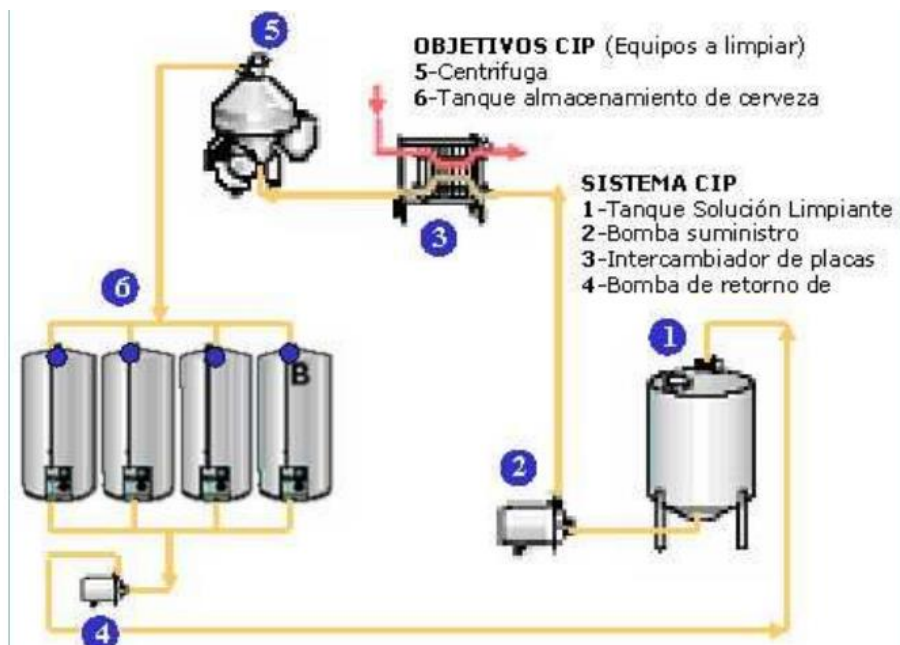 5
OBJETIVOS CIP (Equipos a limpiar)
5-Centrifuga
6-Tanque almacenamiento de cerveza
SISTEMA CIP
1-Tanque Solución Limpiante
2-Bomba suministro
3-Intercambiador de placas
4-Bomba de retorno de
3
6
1
B
2
4